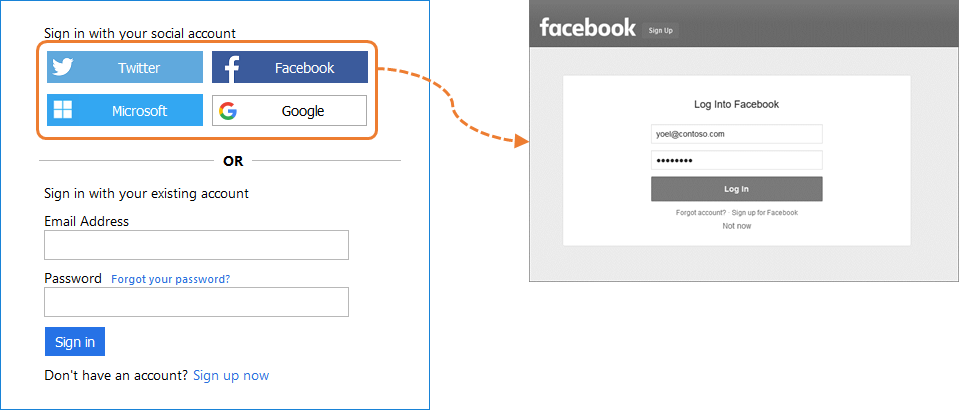 Sign in with your social account
Twitter
Facebook
Microsoft
Google
OR
Sign in with your existing account
Email Address
Password Forgot your password?
Sign in
Don't have an account? Sign up now
facebook Sign Up
Log Into Facebook
yoel@contoso.com
••••••••
Log In
Forgot account? · Sign up for Facebook
Not now